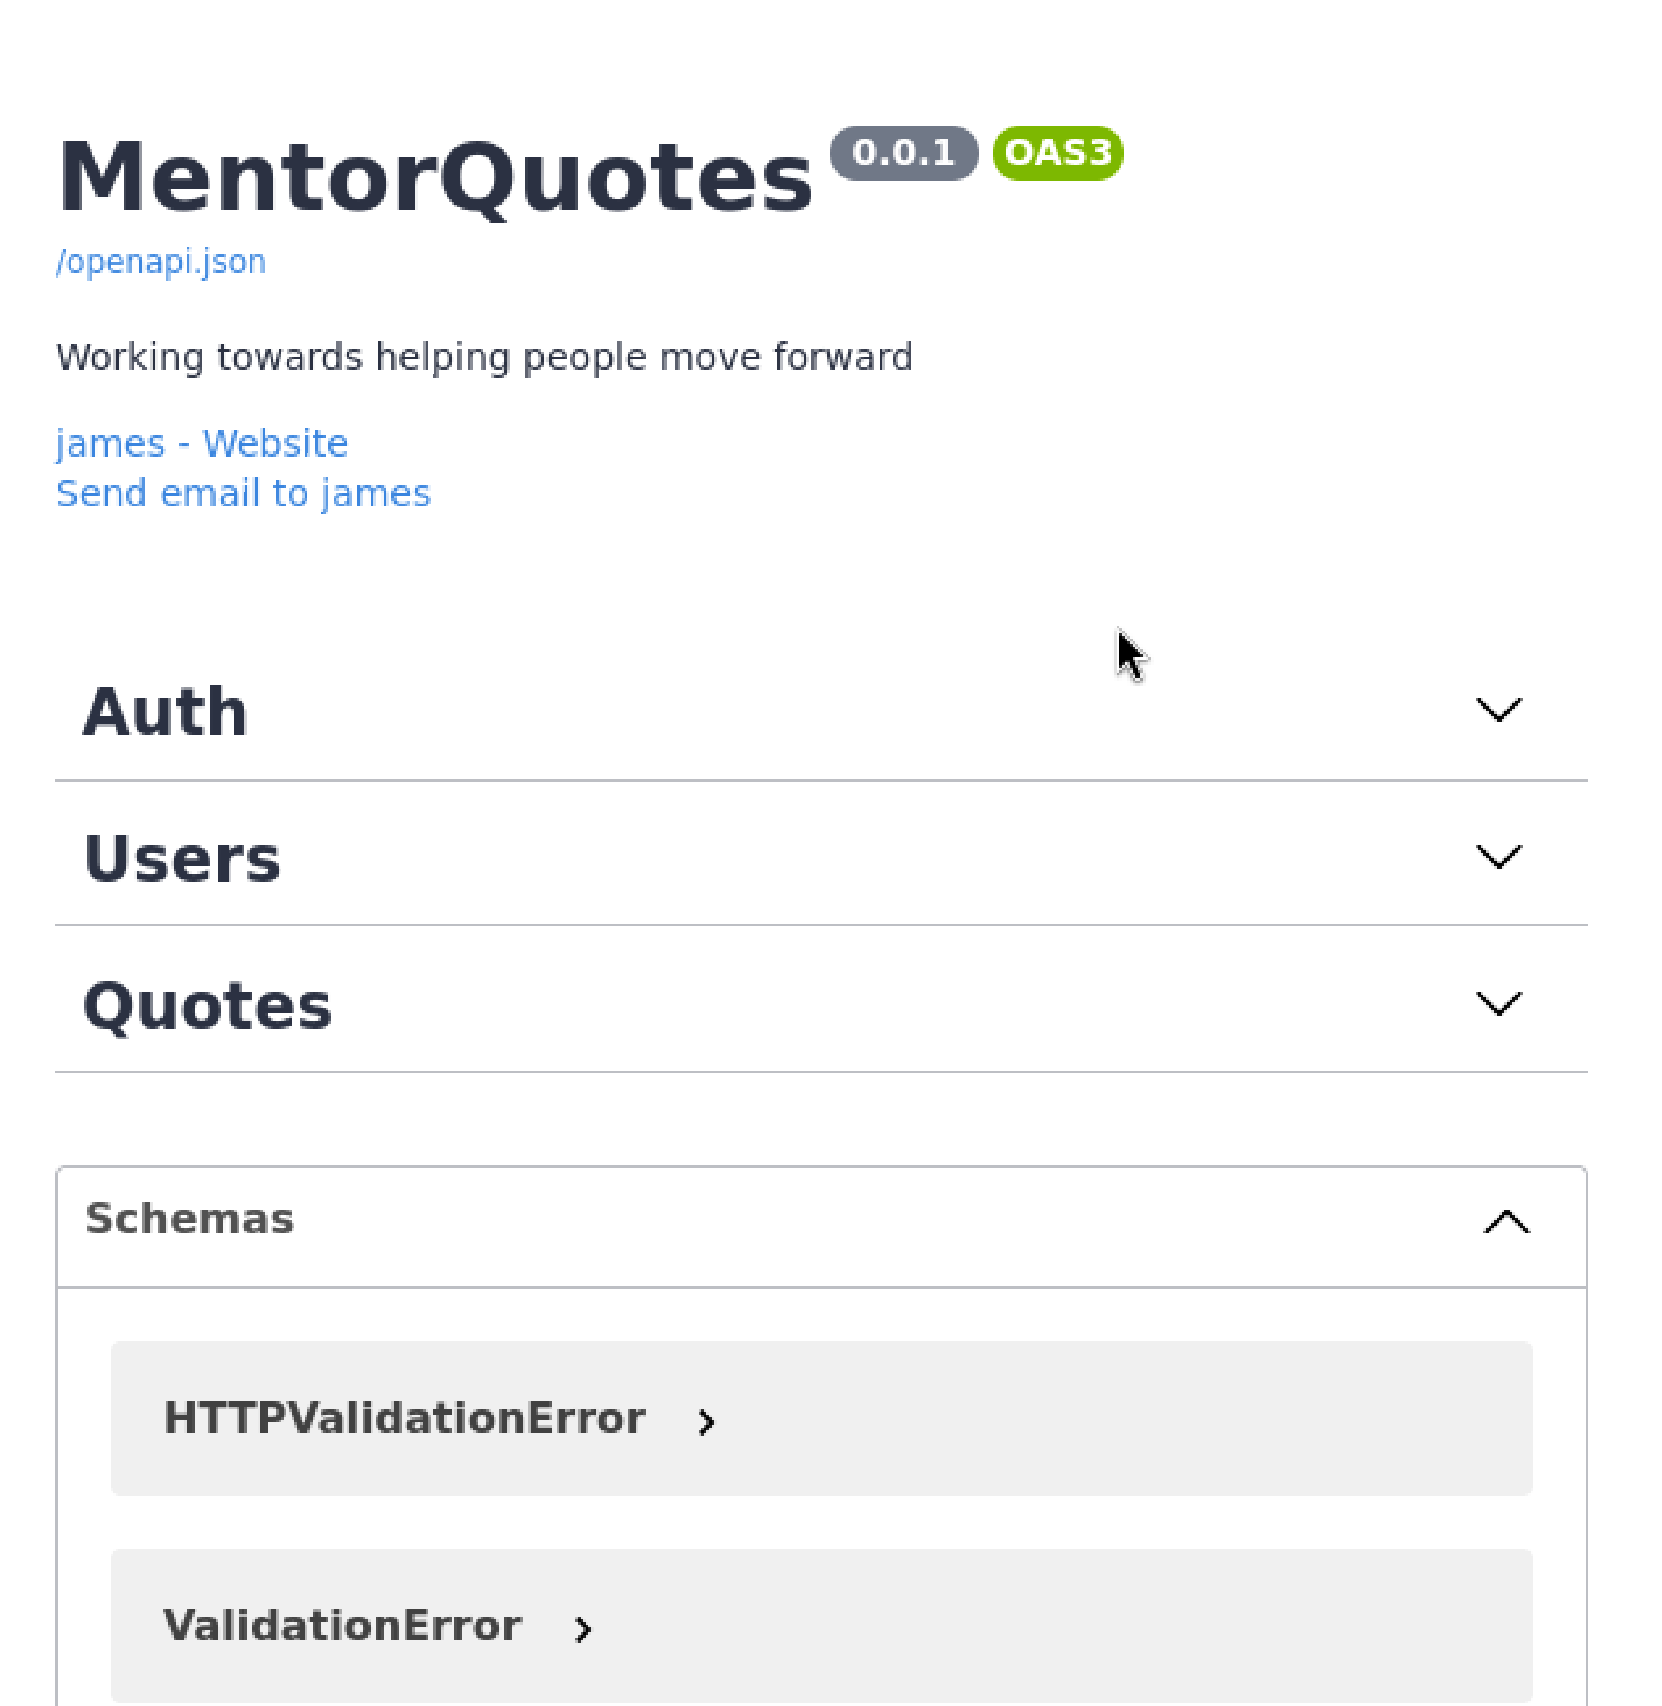 MentorQuotes 0.0.1 OAS3
/openapi.json
Working towards helping people move forward
james - Website
Send email to james
Auth
Users
Quotes
Schemas
HTTPValidationError
ValidationError